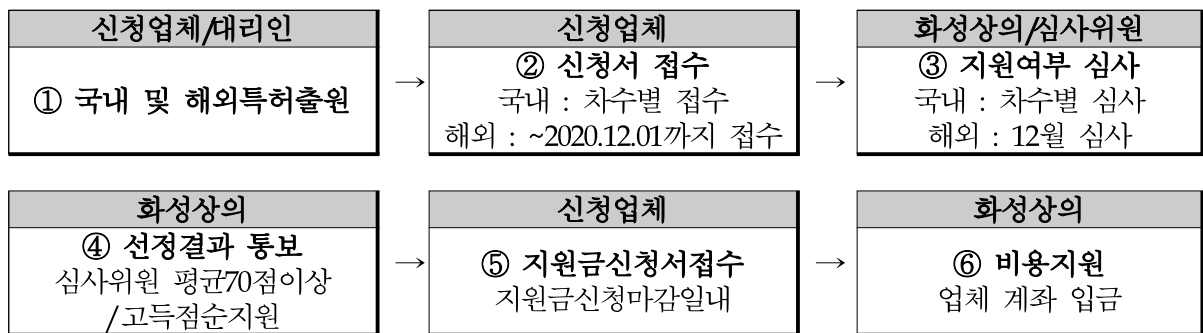 신청업체/대리인
① 국내 및 해외특허출원
→
신청업체
② 신청서 접수
국내 : 차수별 접수
해외 : ~2020.12.01까지 접수
→
화성상의/심사위원
③ 지원여부 심사
국내 : 차수별 심사
해외 : 12월 심사
화성상의
④ 선정결과 통보
심사위원 평균70점이상
/고득점순지원
→
신청업체
⑤ 지원금신청서접수
지원금신청마감일내
→
화성상의
⑥ 비용지원
업체 계좌 입금